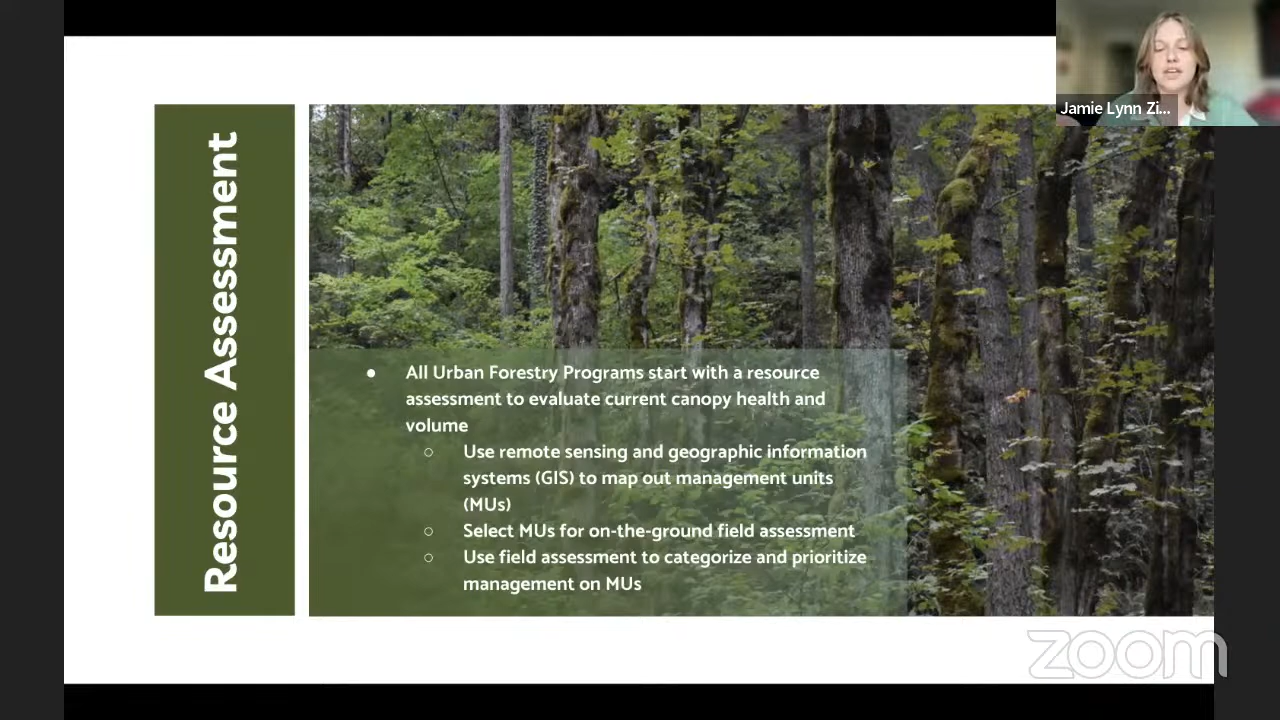 Jamie Lynn Zi...
Resource Assessment
● All Urban Forestry Programs start with a resource
assessment to evaluate current canopy health and
volume
○ Use remote sensing and geographic information
systems (GIS) to map out management units
(MUs)
○ Select MUs for on-the-ground field assessment
○ Use field assessment to categorize and prioritize
management on MUs
zoom